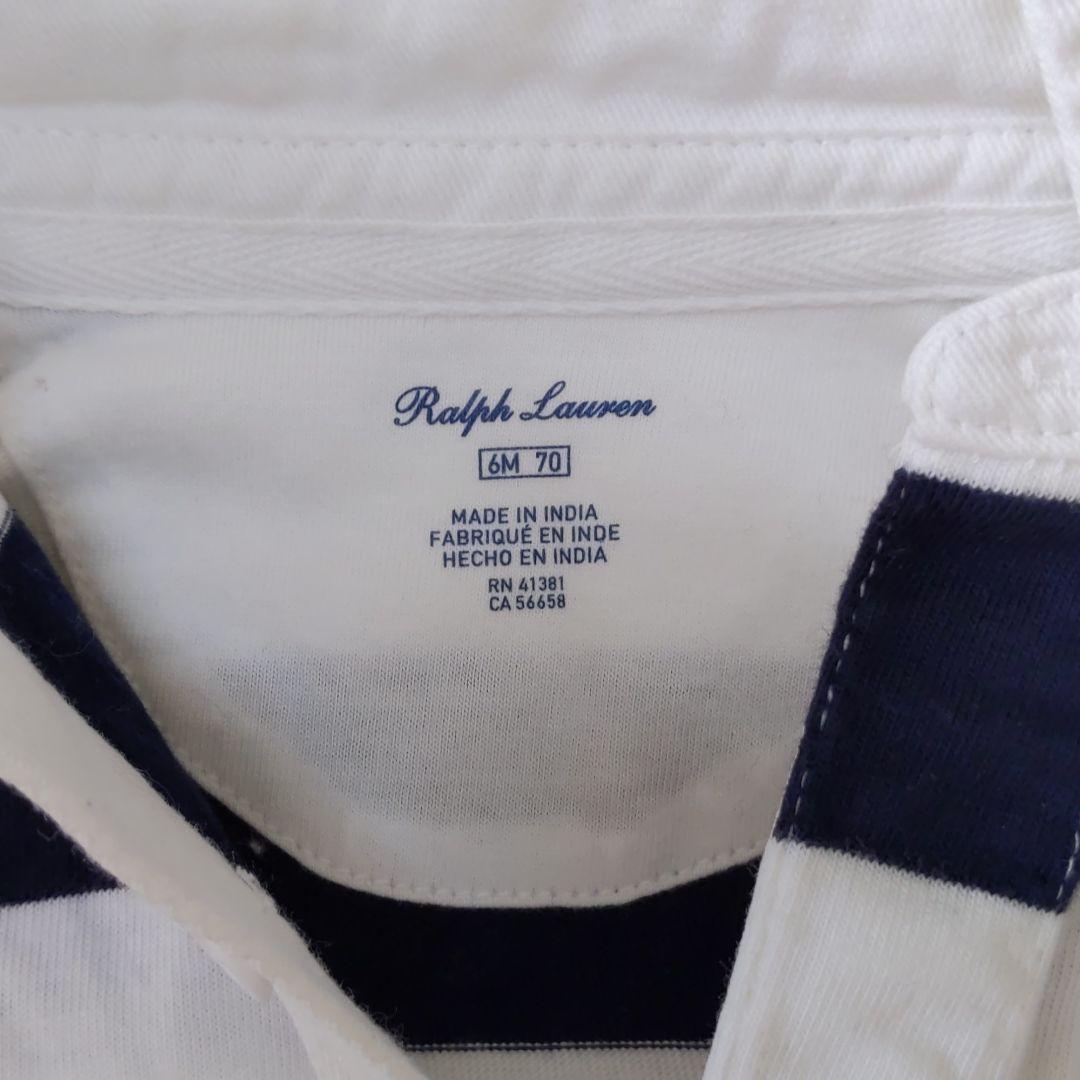 Ralph Lauren
6M 70
MADE IN INDIA
FABRIQUÉ EN INDE
HECHO EN INDIA
RN 41381
CA 56658